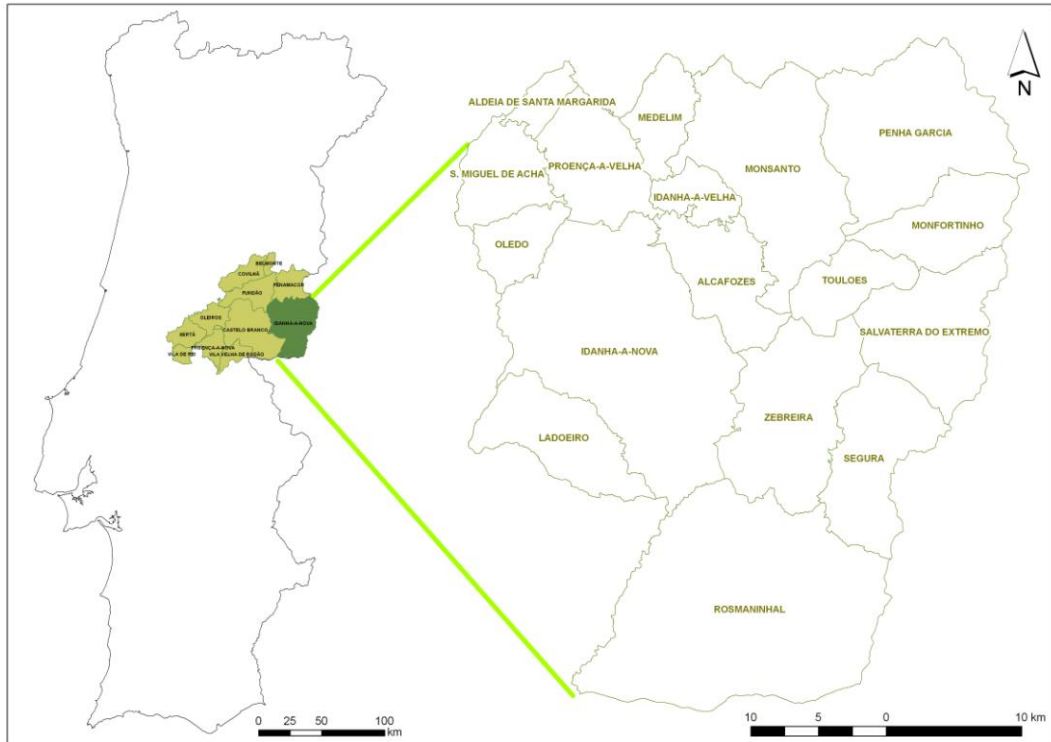 BELMONTE
COVILHÃ
PENAMACOR
FUNDÃO
OLEIROS
IDANHA-A-NOVA
CASTELO BRANCO
SERTÃ
PROENÇA-A-NOVA
VILA DE REI
VILA VELHA DE RODÃO
0 25 50 100
km
N
ALDEIA DE SANTA MARGARIDA
MEDELIM
PENHA GARCIA
PROENÇA-A-VELHA
S. MIGUEL DE ACHA
MONSANTO
IDANHA-A-VELHA
MONFORTINHO
OLEDO
ALCAFOZES
TOULOES
SALVATERRA DO EXTREMO
IDANHA-A-NOVA
ZEBREIRA
LADOEIRO
SEGURA
ROSMANINHAL
10 5 0 10 km